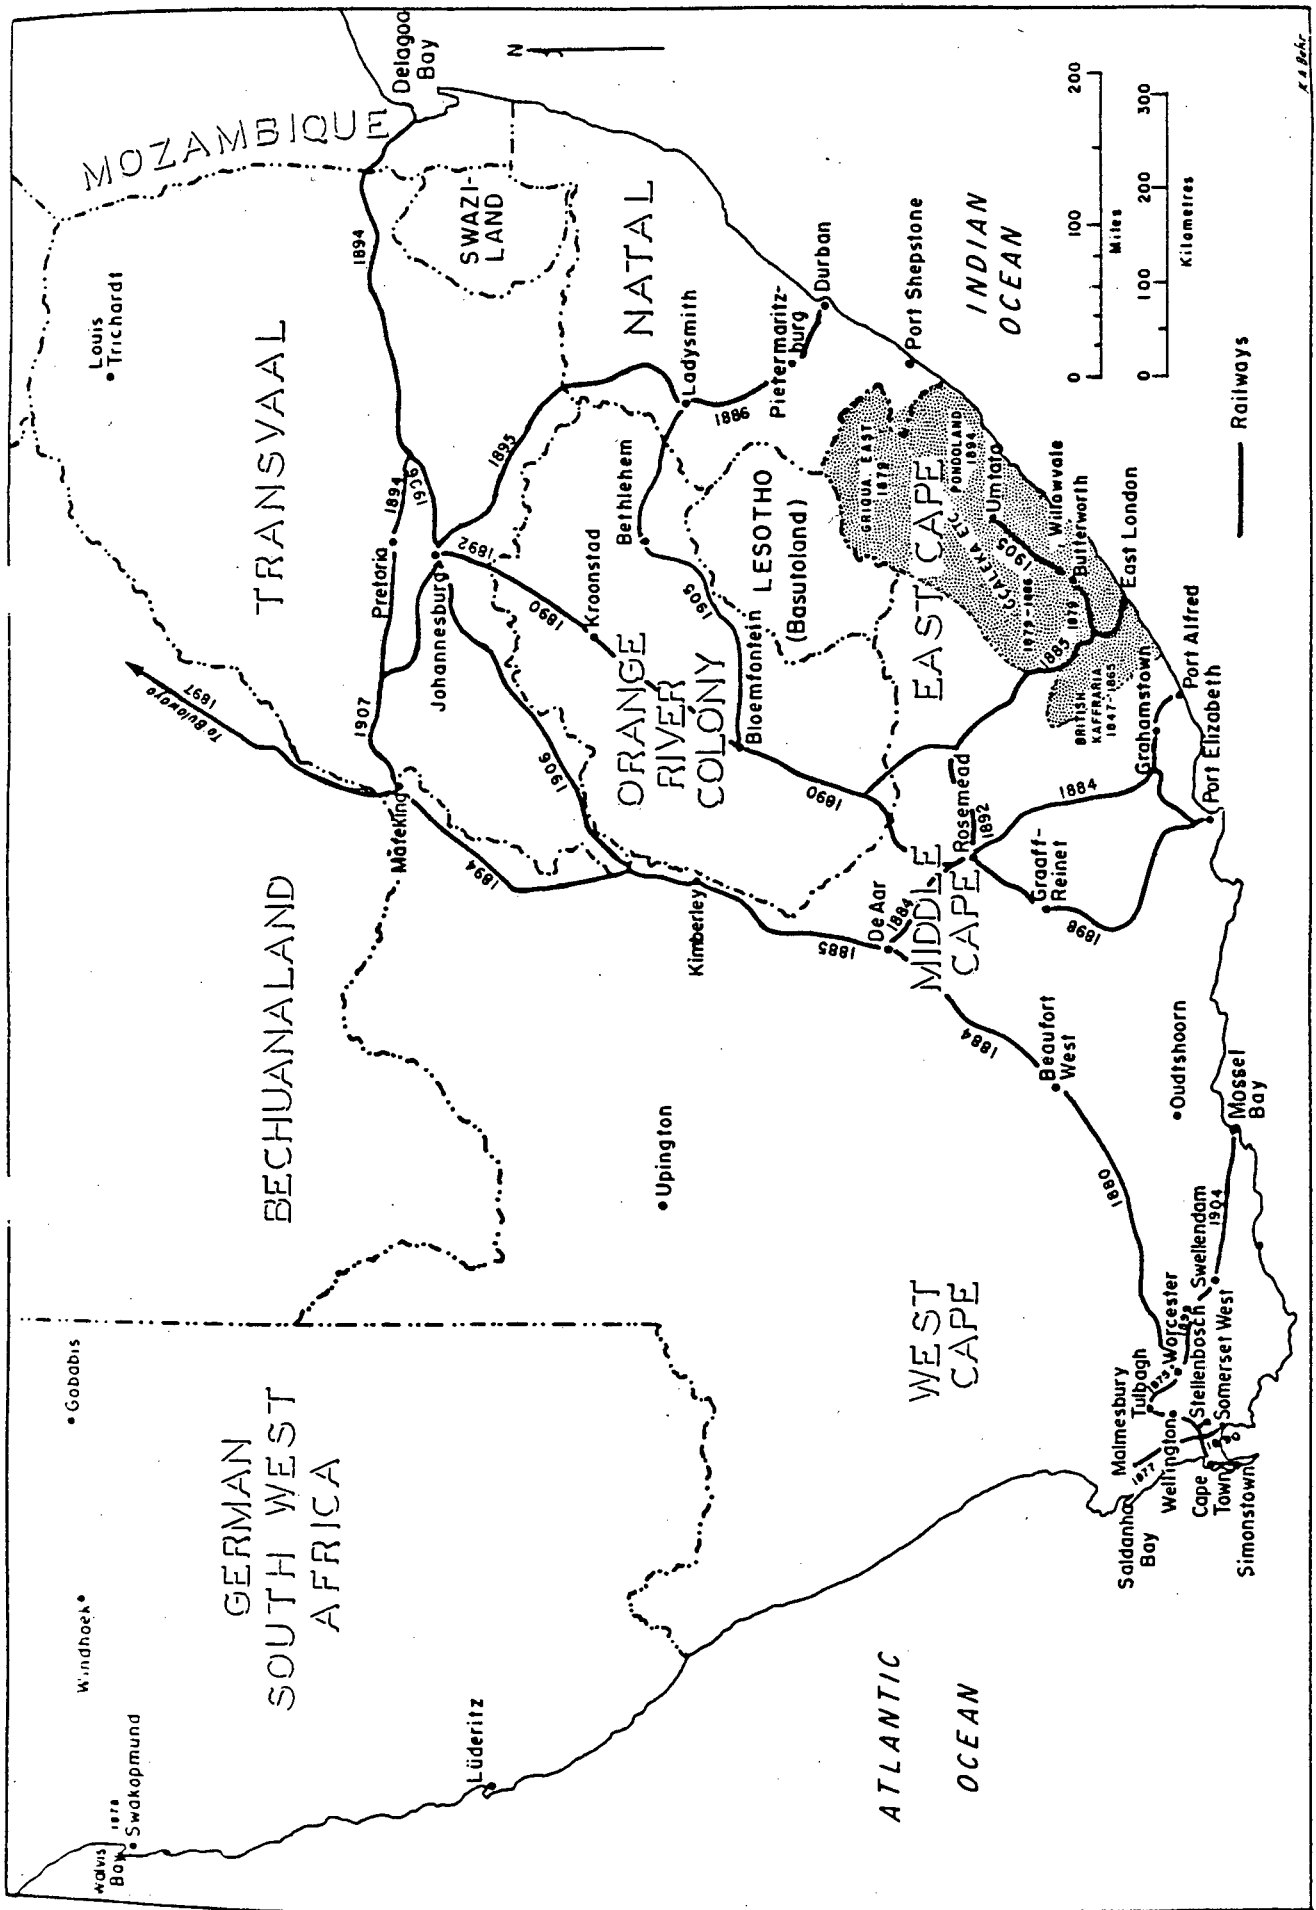 Walvis
Bay
1878
Swakopmund
Windhoek
Gobabis
GERMAN
SOUTH WEST
AFRICA
Lüderitz
BECHUANALAND
To Bulawayo
1897
Louis
Trichardt
TRANSVAAL
MOZAMBIQUE
Delagoa
Bay
N
SWAZI-
LAND
1894
1894
Pretoria
1907
Johannesburg
1895
1892
Mafeking
1894
1906
1890
Kroonstad
ORANGE
RIVER
COLONY
Bethlehem
1905
Bloemfontein
LESOTHO
(Basutoland)
NATAL
Ladysmith
1886
Pietermaritz-
burg
Durban
Port Shepstone
INDIAN
OCEAN
Upington
Kimberley
1885
De Aar
1884
MIDDLE
CAPE
1890
Rosemead
1892
EAST CAPE
GRIQUA. EAST
1879
PONDOLAND
1894
GCALEKA ETC
1879-1886
Umtata
1905
Willowvale
Butterworth
1879
1885
East London
BRITISH
KAFFRARIA
1847-1865
Grahamstown
Port Alfred
Port Elizabeth
1884
Graaff-
Reinet
1898
1884
Beaufort
West
1880
Oudtshoorn
Mossel
Bay
WEST
CAPE
Swellendam
1904
Worcester
Tulbagh
1875
Malmesbury
1877
Wellington
Stellenbosch
Somerset West
Cape
Town
Simonstown
Saldanha
Bay
ATLANTIC
OCEAN
0 100 200
Miles
0 100 200 300
Kilometres
Railways